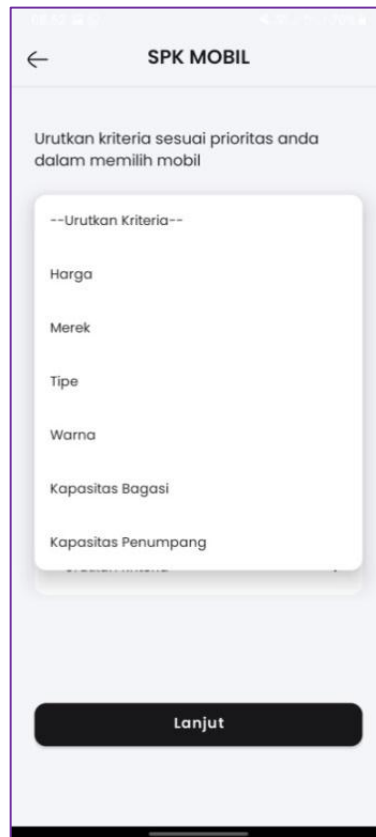 SPK MOBIL
Urutkan kriteria sesuai prioritas anda
dalam memilih mobil
--Urutkan Kriteria--
Harga
Merek
Tipe
Warna
Kapasitas Bagasi
Kapasitas Penumpang
Lanjut